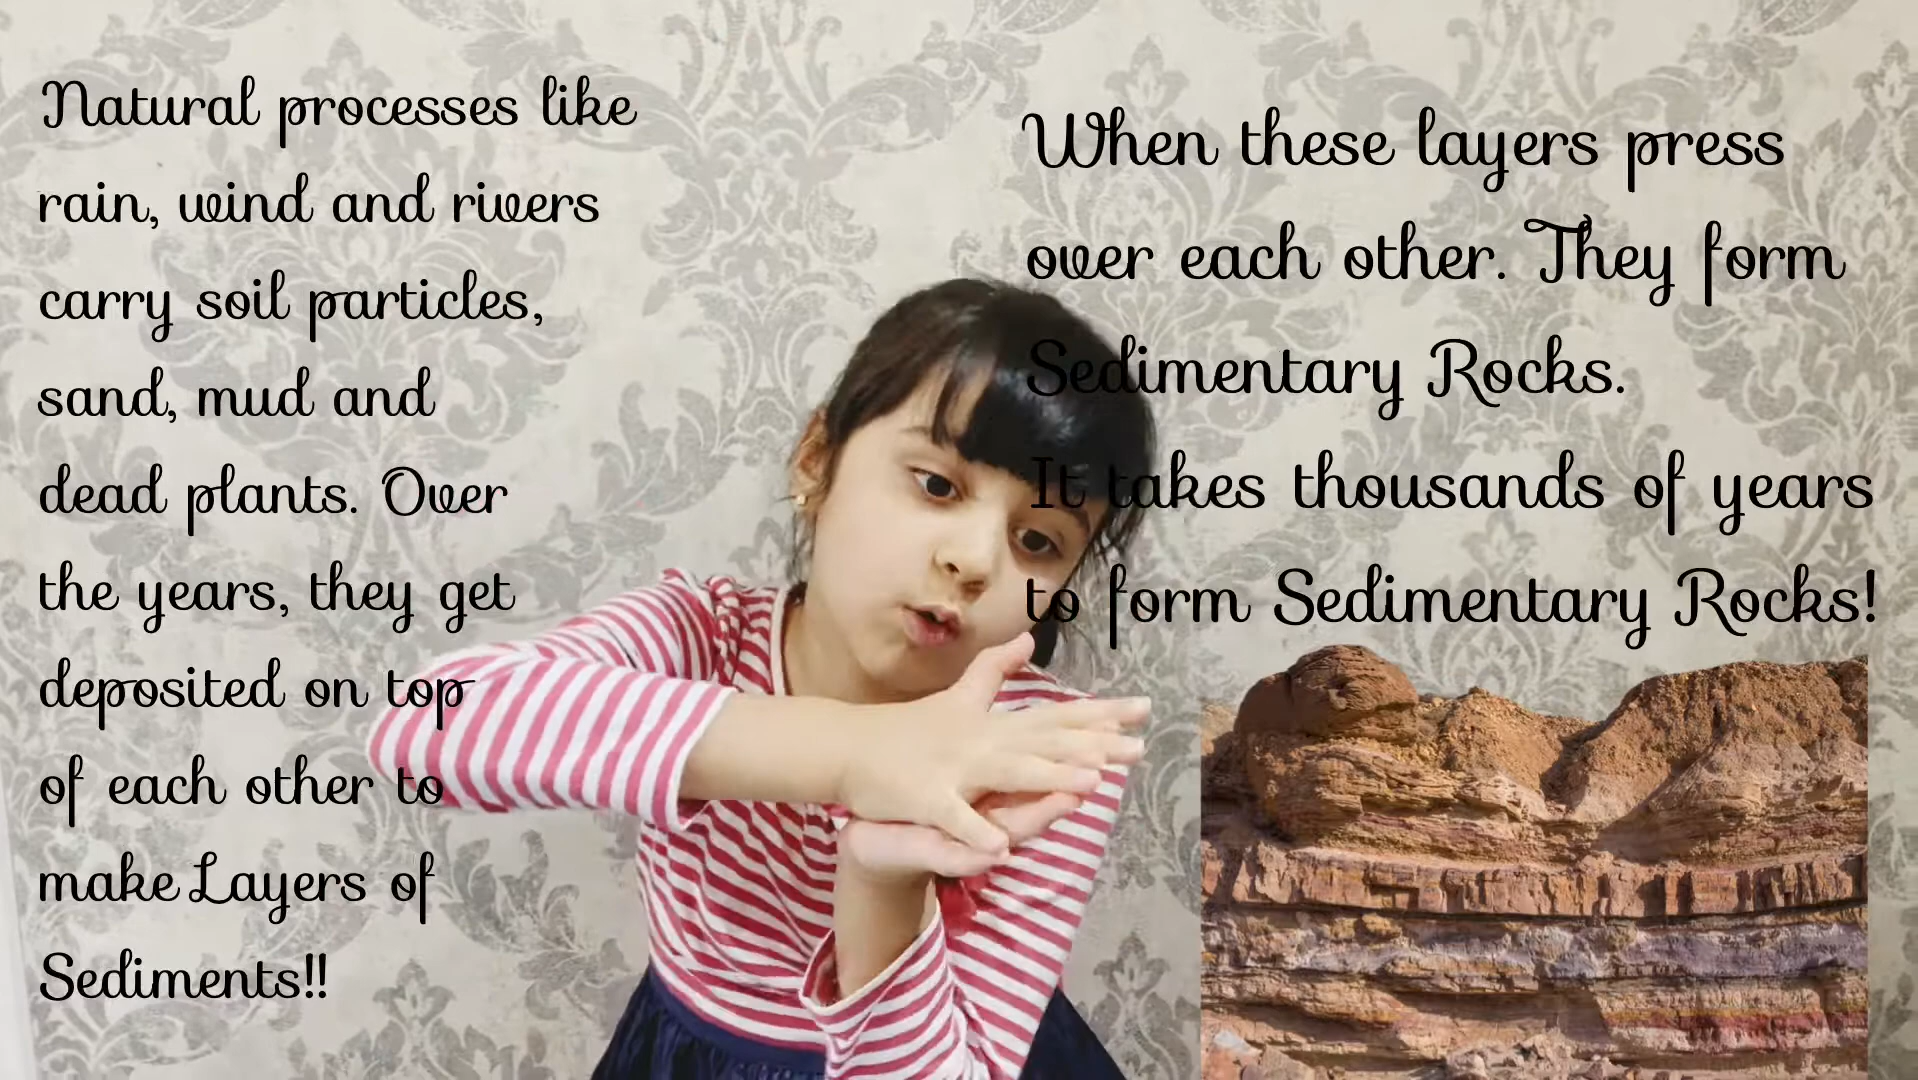 Natural processes like
rain, wind and rivers
carry soil particles,
sand, mud and
dead plants. Over
the years, they get
deposited on top
of each other to
make Layers of
Sediments!!
When these layers press
over each other. They form
Sedimentary Rocks.
It takes thousands of years
to form Sedimentary Rocks!